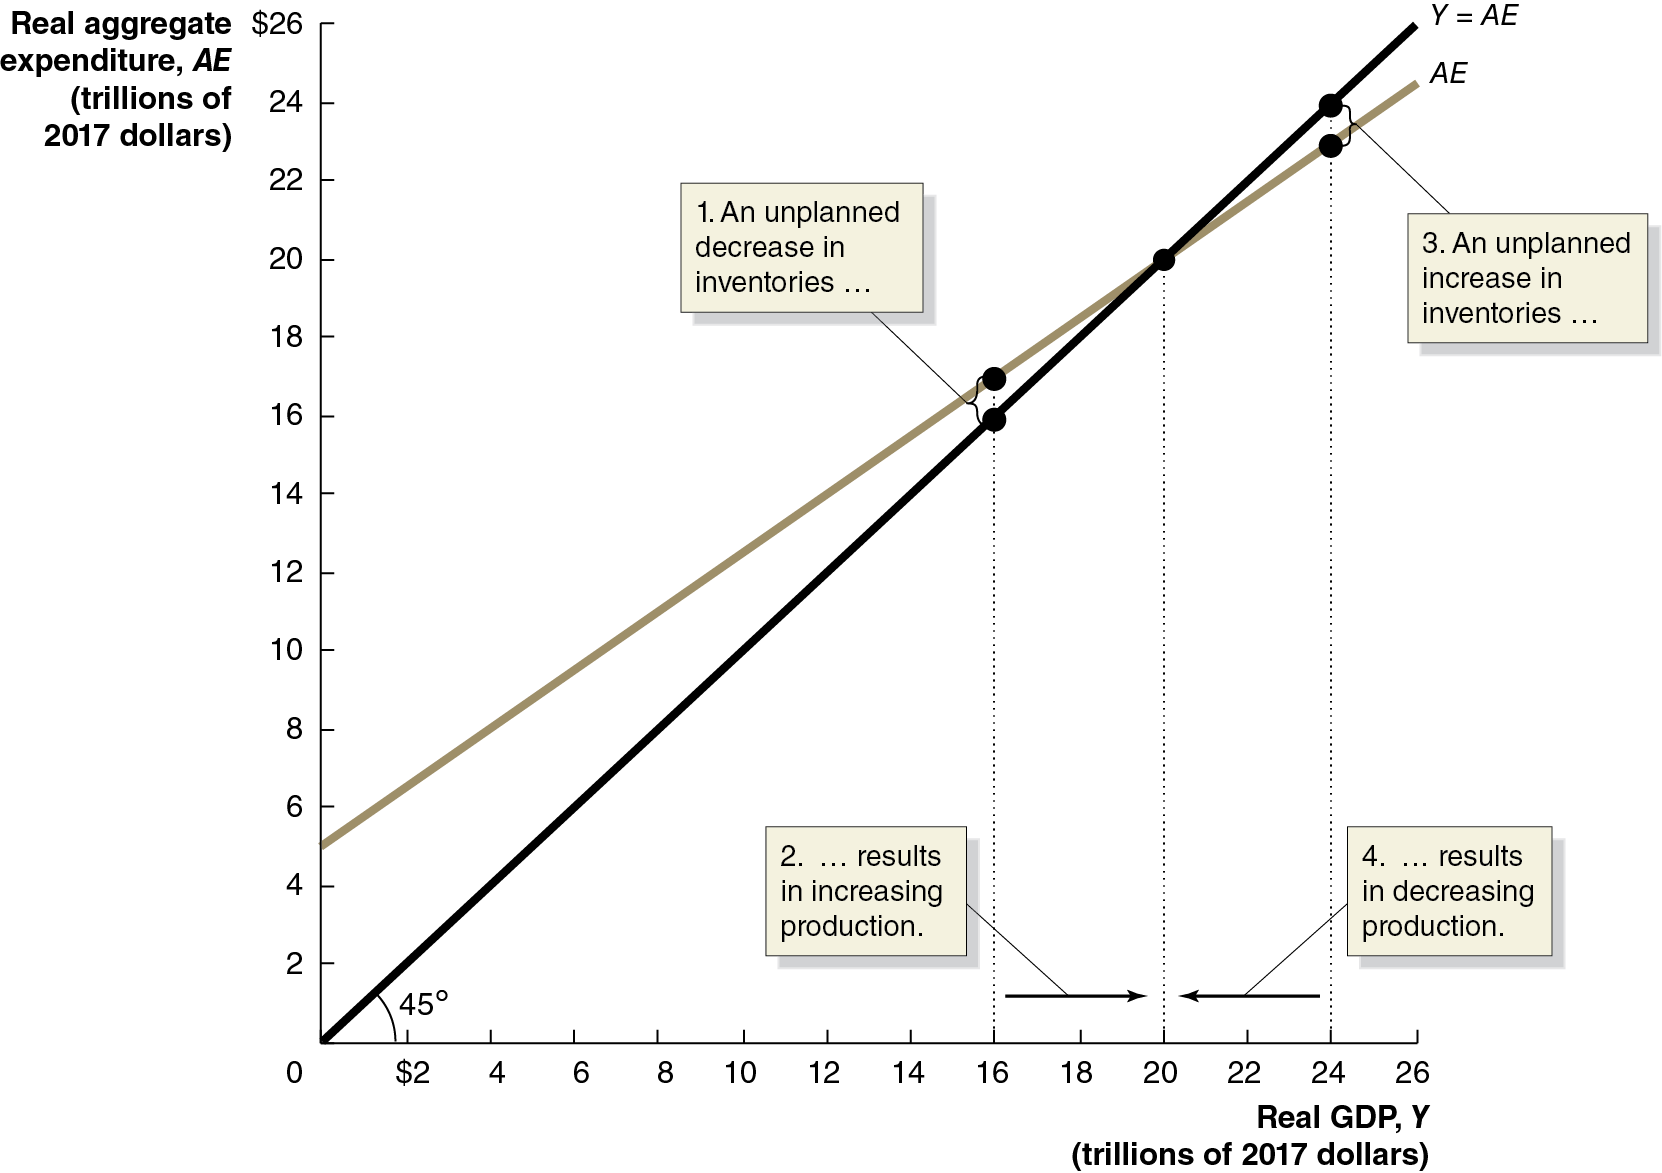 Real aggregate
expenditure, AE
(trillions of
2017 dollars)
$26
24
22
20
18
16
14
12
10
8
6
4
2
Y = AE
AE
1. An unplanned
decrease in
inventories …
3. An unplanned
increase in
inventories …
2. … results
in increasing
production.
4. … results
in decreasing
production.
45°
0 $2 4 6 8 10 12 14 16 18 20 22 24 26
Real GDP, Y
(trillions of 2017 dollars)